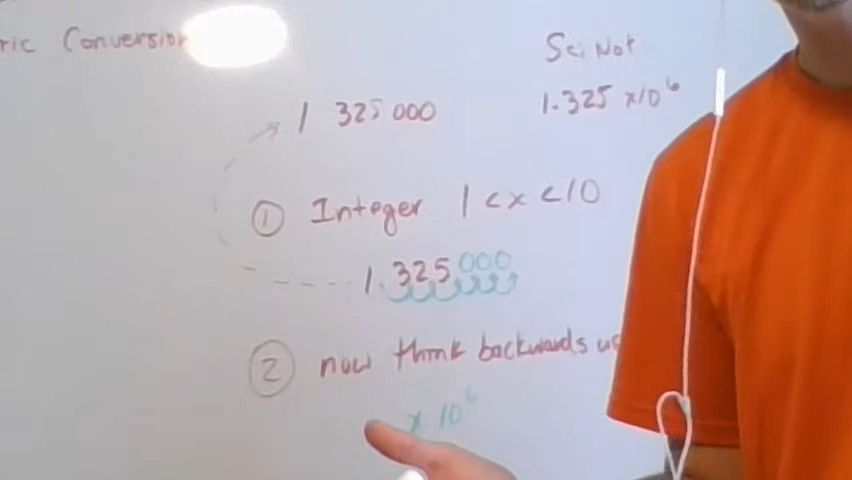 ric Conversion
Sci Not
1 325 000
1.325 x10⁶
① Integer 1 < x < 10
1.325000
② now think backwards
x 10⁶